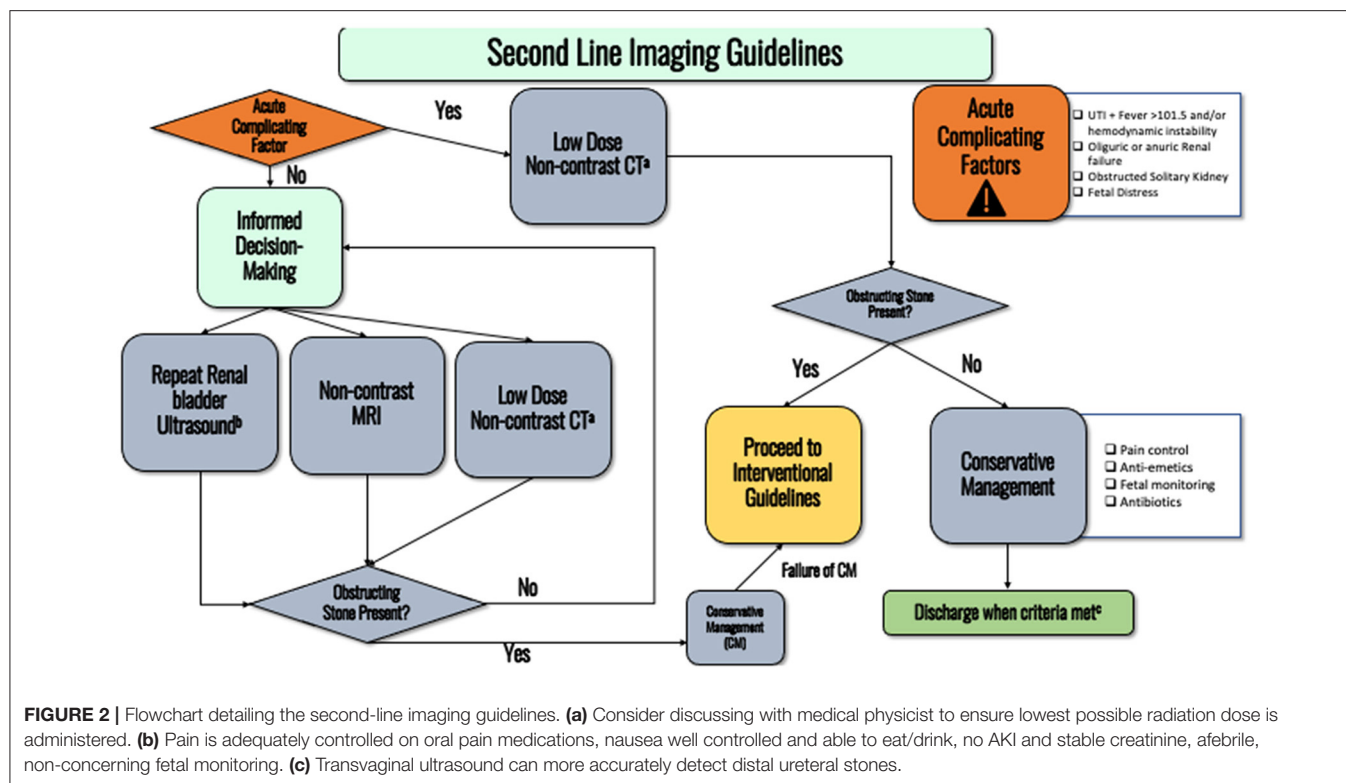 Second Line Imaging Guidelines
Acute
Complicating
Factor
Yes
No
Low Dose
Non-contrast CTᵃ
Acute
Complicating
Factors
❑ UTI + Fever >101.5 and/or
hemodynamic instability
❑ Oliguric or anuric Renal
failure
❑ Obstructed Solitary Kidney
❑ Fetal Distress
Informed
Decision-
Making
Repeat Renal
bladder
Ultrasoundᵇ
Non-contrast
MRI
Low Dose
Non-contrast CTᵃ
Obstructing
Stone Present?
No
Yes
Conservative
Management
(CM)
Failure of CM
Obstructing Stone
Present?
Yes
No
Proceed to
Interventional
Guidelines
Conservative
Management
❑ Pain control
❑ Anti-emetics
❑ Fetal monitoring
❑ Antibiotics
Discharge when criteria metᶜ
FIGURE 2 | Flowchart detailing the second-line imaging guidelines. (a) Consider discussing with medical physicist to ensure lowest possible radiation dose is
administered. (b) Pain is adequately controlled on oral pain medications, nausea well controlled and able to eat/drink, no AKI and stable creatinine, afebrile,
non-concerning fetal monitoring. (c) Transvaginal ultrasound can more accurately detect distal ureteral stones.